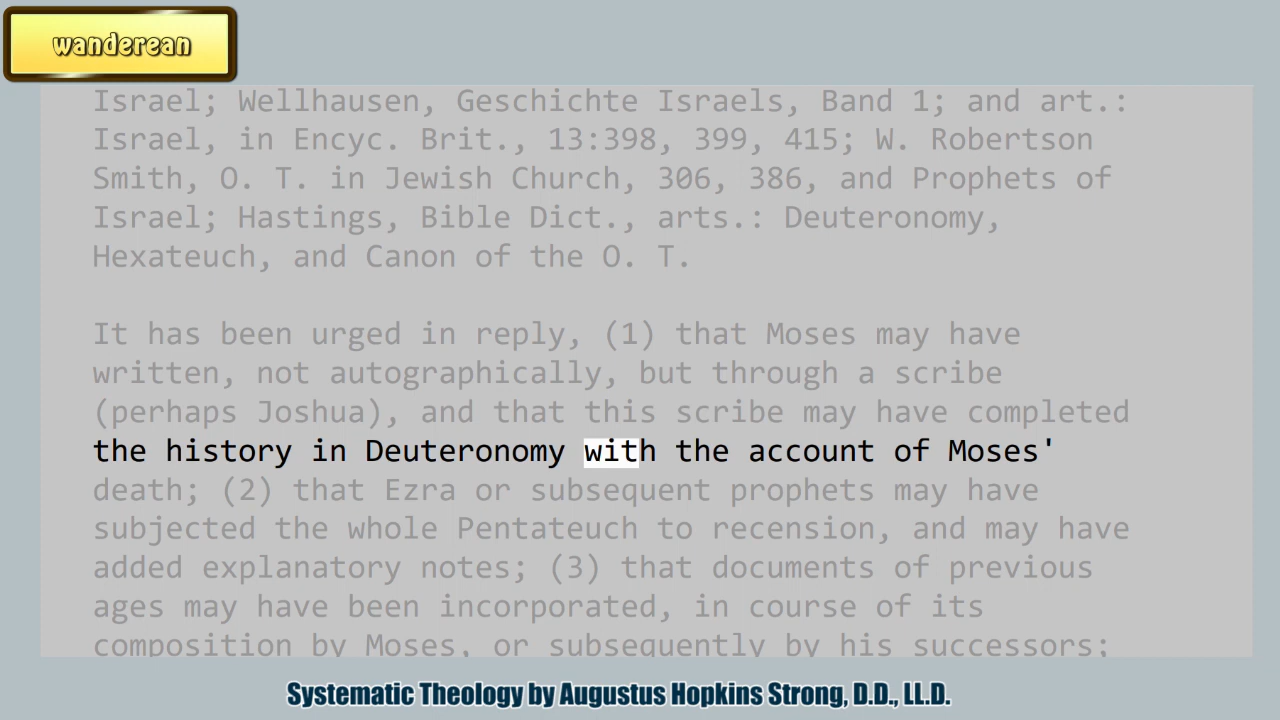 wanderean
Israel; Wellhausen, Geschichte Israels, Band 1; and art.:
Israel, in Encyc. Brit., 13:398, 399, 415; W. Robertson
Smith, O. T. in Jewish Church, 306, 386, and Prophets of
Israel; Hastings, Bible Dict., arts.: Deuteronomy,
Hexateuch, and Canon of the O. T.
It has been urged in reply, (1) that Moses may have
written, not autographically, but through a scribe
(perhaps Joshua), and that this scribe may have completed
the history in Deuteronomy with the account of Moses'
death; (2) that Ezra or subsequent prophets may have
subjected the whole Pentateuch to recension, and may have
added explanatory notes; (3) that documents of previous
ages may have been incorporated, in course of its
composition by Moses, or subsequently by his successors;
Systematic Theology by Augustus Hopkins Strong, D.D., LL.D.